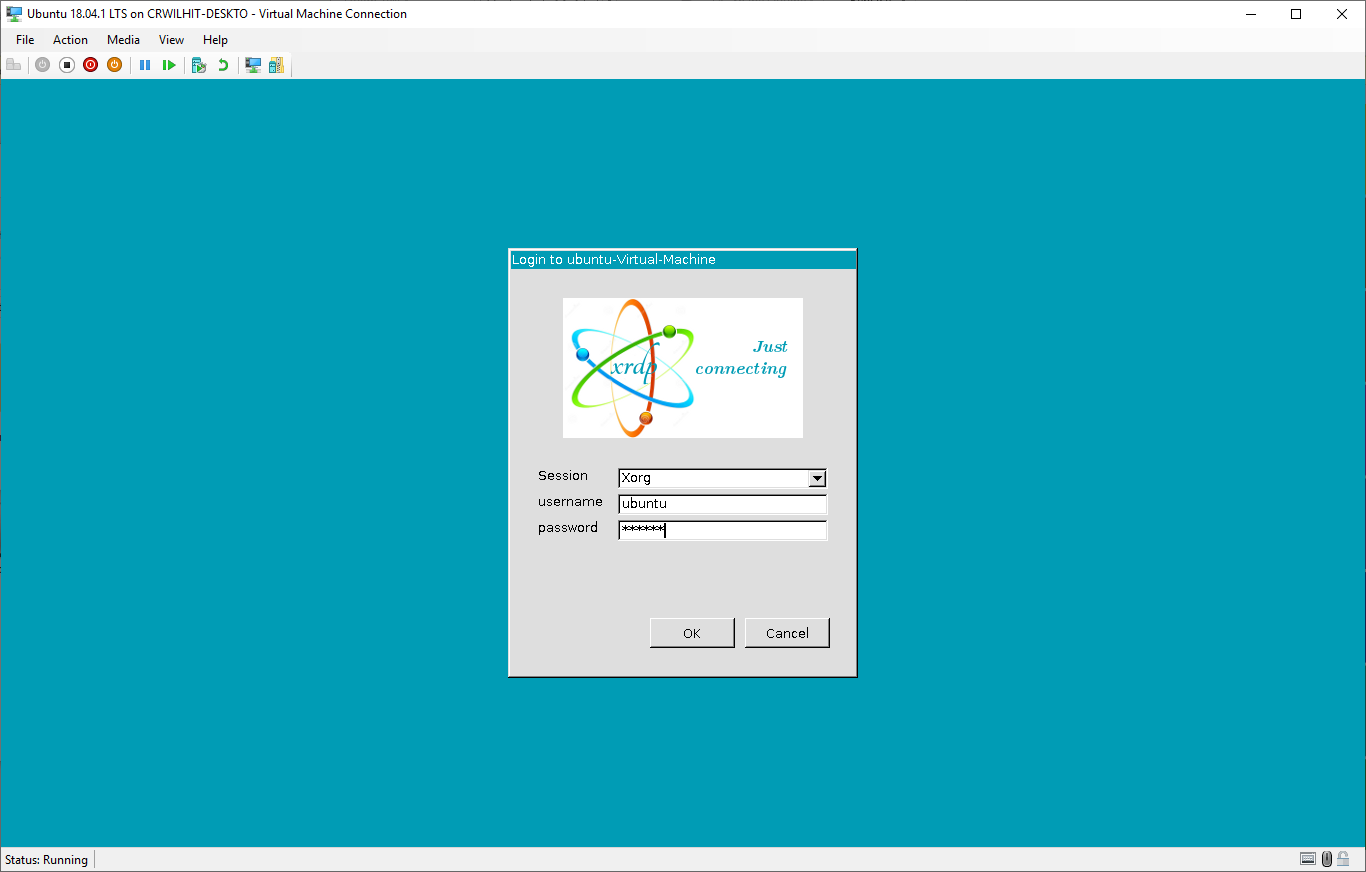 Ubuntu 18.04.1 LTS on CRWILHIT-DESKTO - Virtual Machine Connection
File Action Media View Help
Login to ubuntu-Virtual-Machine
xrdp
Just
connecting
Session Xorg
username ubuntu
password ******
OK Cancel
Status: Running